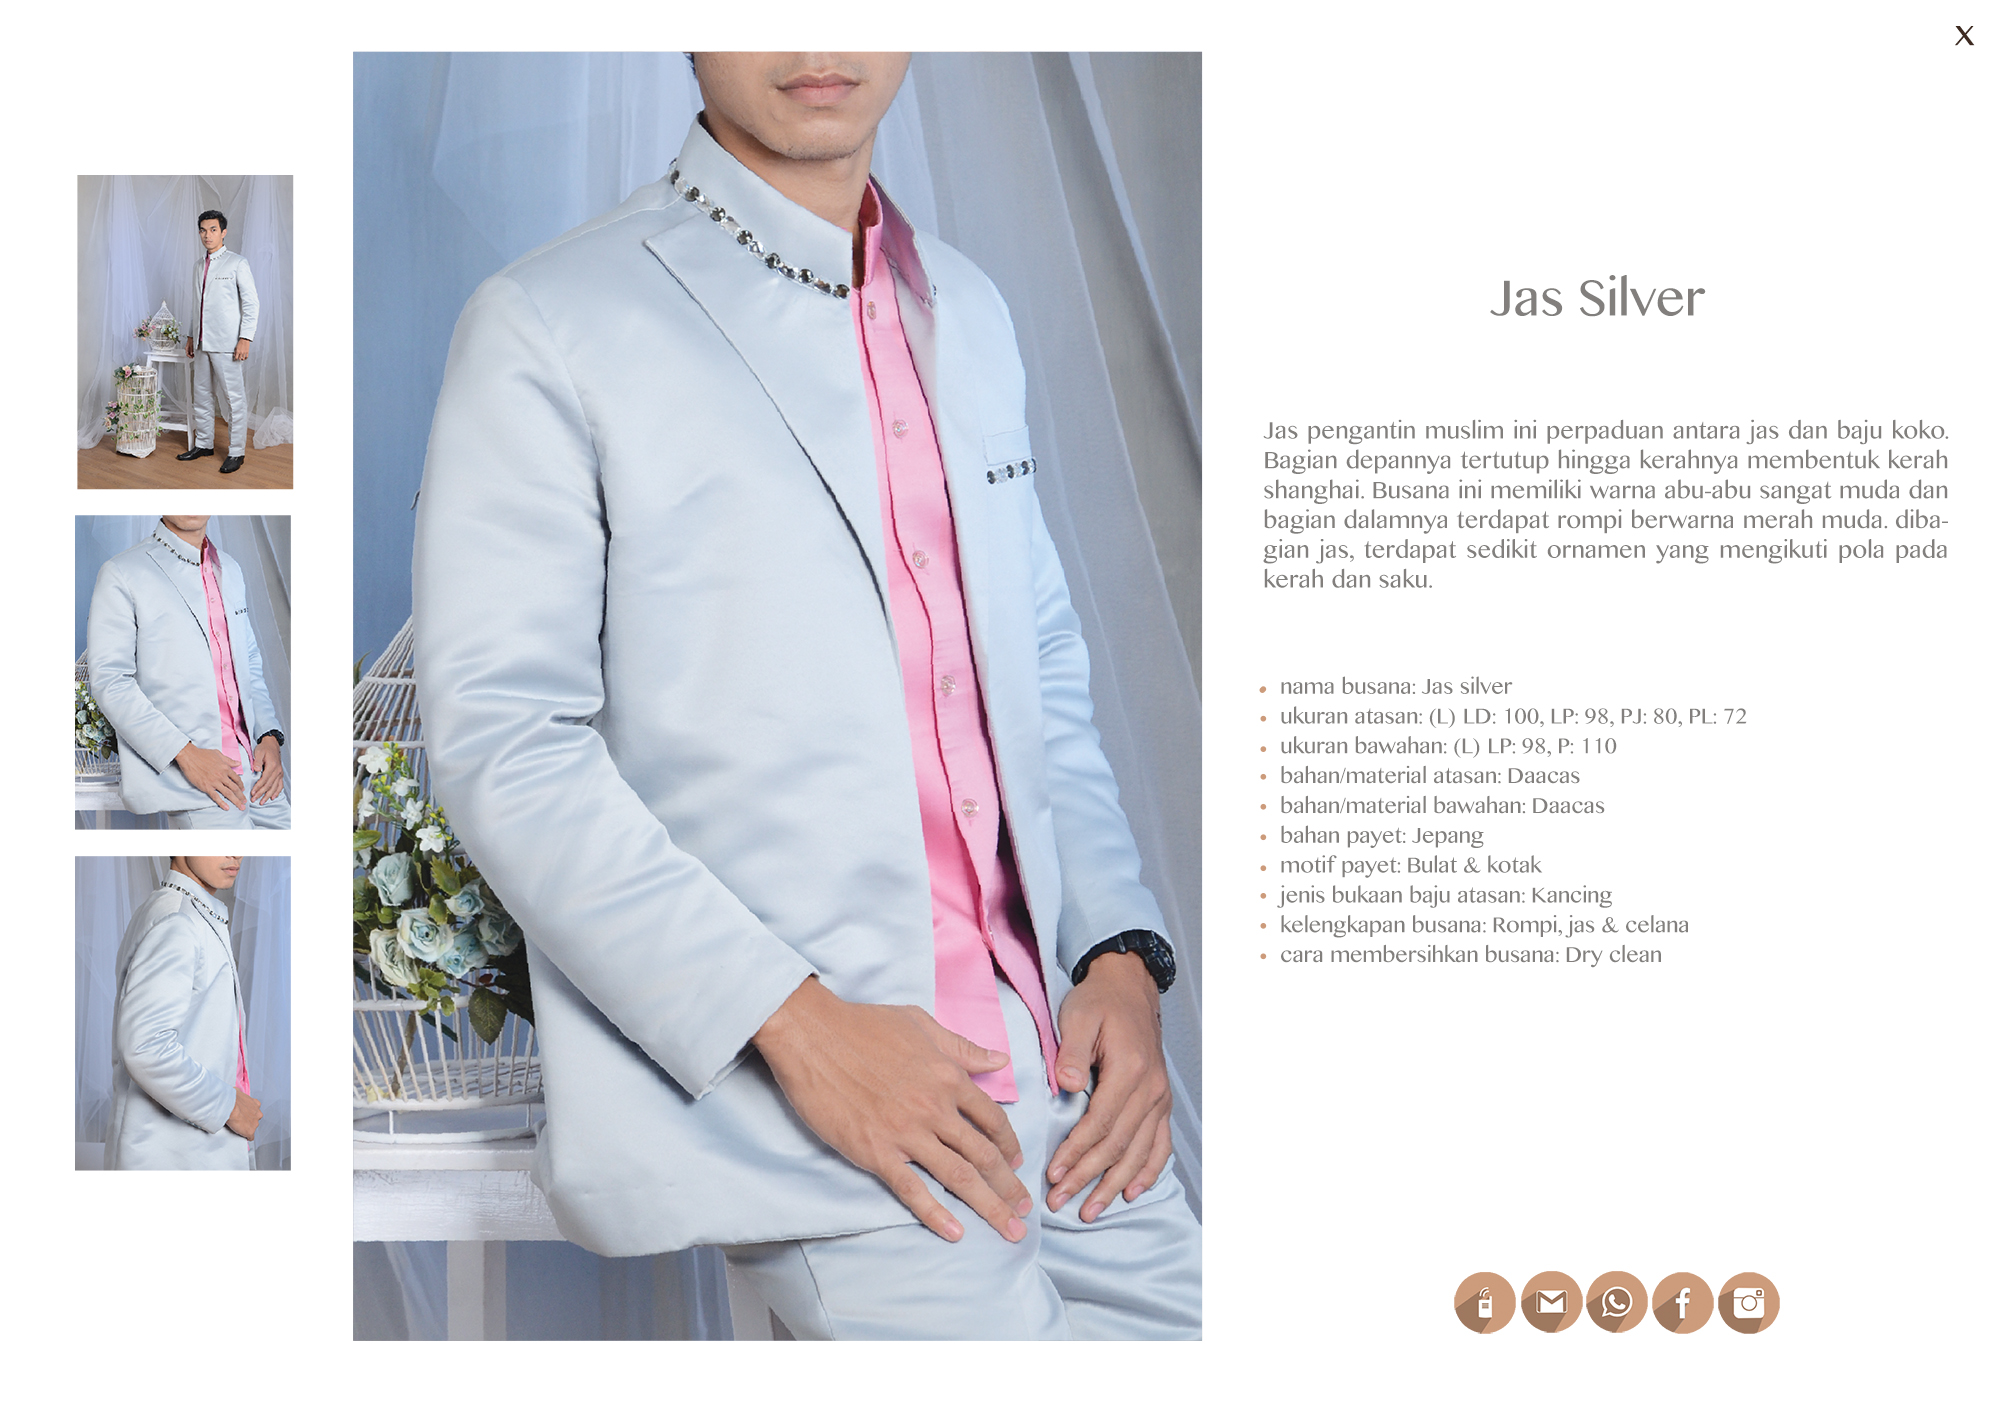 X
Jas Silver
Jas pengantin muslim ini perpaduan antara jas dan baju koko.
Bagian depannya tertutup hingga kerahnya membentuk kerah
shanghai. Busana ini memiliki warna abu-abu sangat muda dan
bagian dalamnya terdapat rompi berwarna merah muda. diba-
gian jas, terdapat sedikit ornamen yang mengikuti pola pada
kerah dan saku.
• nama busana: Jas silver
• ukuran atasan: (L) LD: 100, LP: 98, PJ: 80, PL: 72
• ukuran bawahan: (L) LP: 98, P: 110
• bahan/material atasan: Daacas
• bahan/material bawahan: Daacas
• bahan payet: Jepang
• motif payet: Bulat & kotak
• jenis bukaan baju atasan: Kancing
• kelengkapan busana: Rompi, jas & celana
• cara membersihkan busana: Dry clean